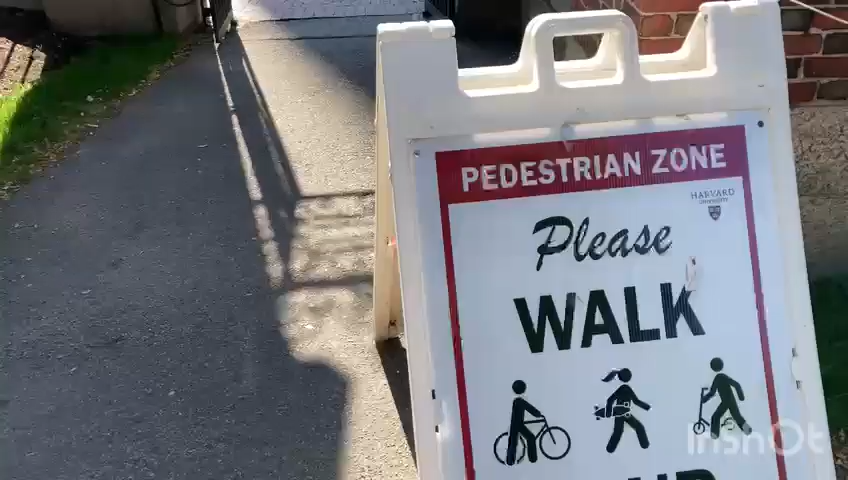 PEDESTRIAN ZONE
HARVARD
UNIVERSITY
Please
WALK
InShOt